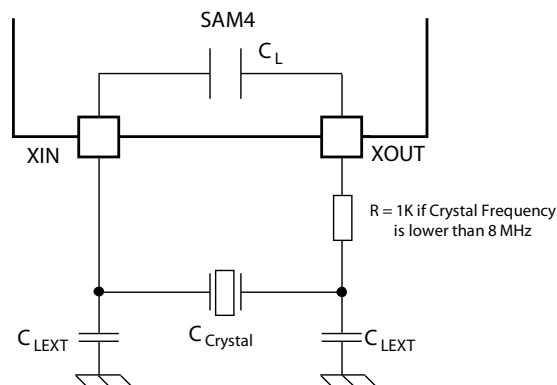 SAM4
C L
XIN
XOUT
R = 1K if Crystal Frequency
is lower than 8 MHz
C LEXT
C Crystal
C LEXT